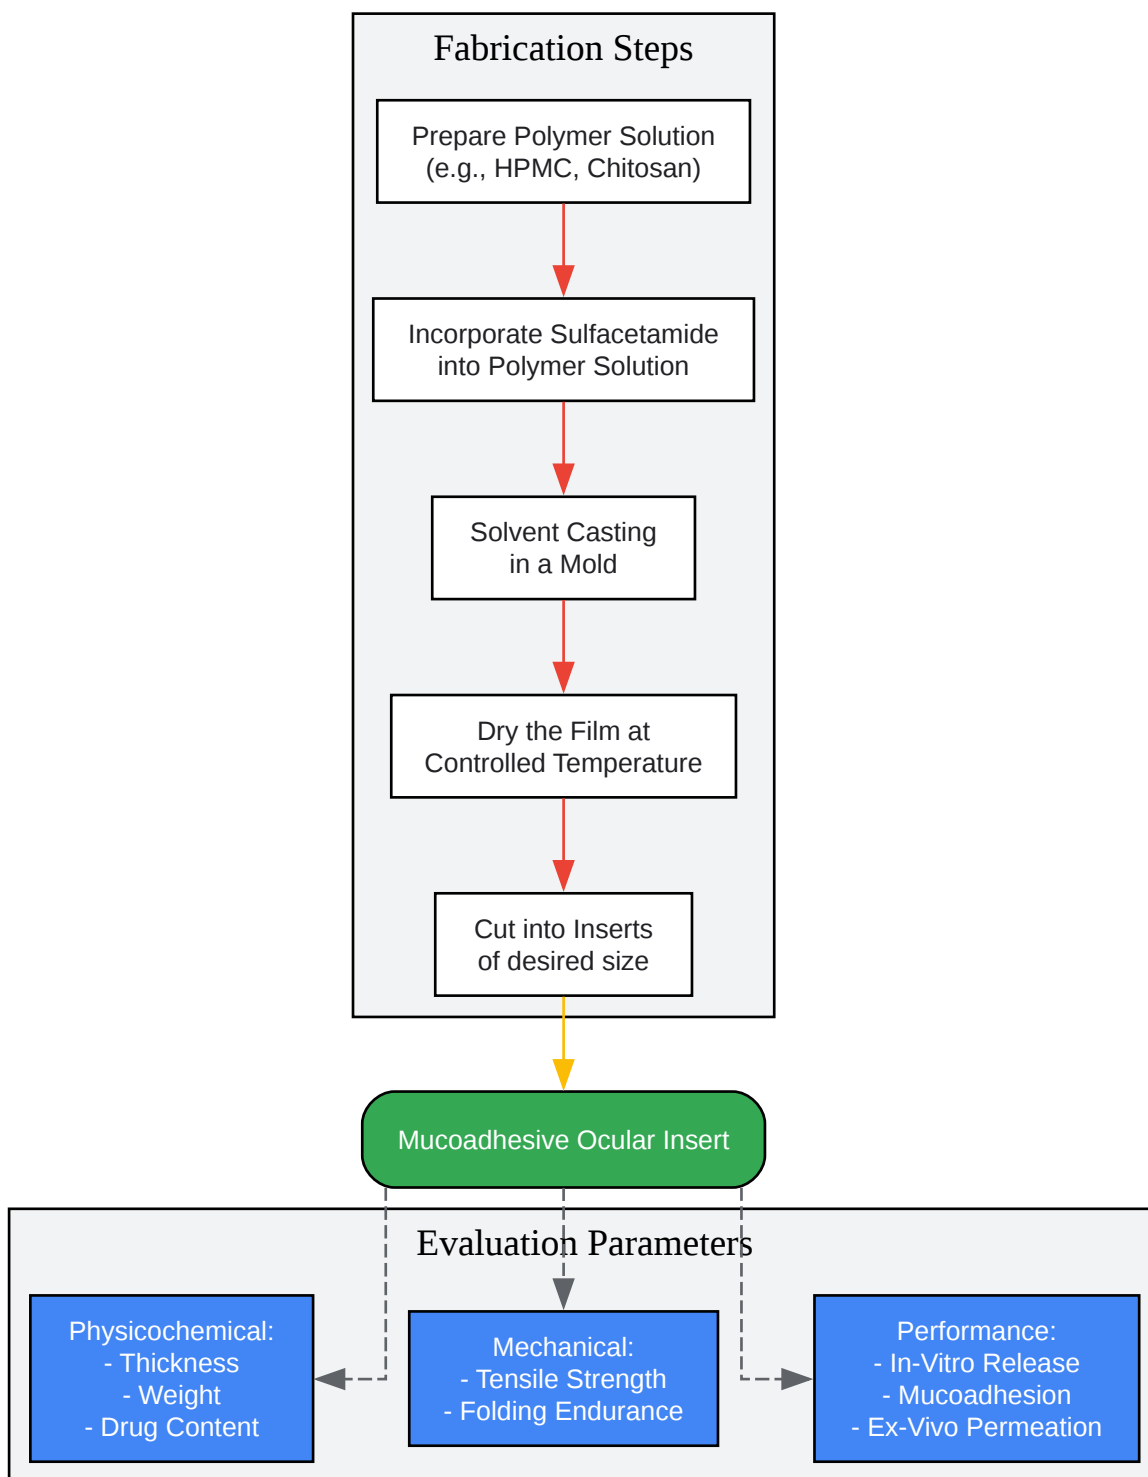 Fabrication Steps
Prepare Polymer Solution
(e.g., HPMC, Chitosan)
Incorporate Sulfacetamide
into Polymer Solution
Solvent Casting
in a Mold
Dry the Film at
Controlled Temperature
Cut into Inserts
of desired size
Mucoadhesive Ocular Insert
Evaluation Parameters
Physicochemical:
- Thickness
- Weight
- Drug Content
Mechanical:
- Tensile Strength
- Folding Endurance
Performance:
- In-Vitro Release
- Mucoadhesion
- Ex-Vivo Permeation